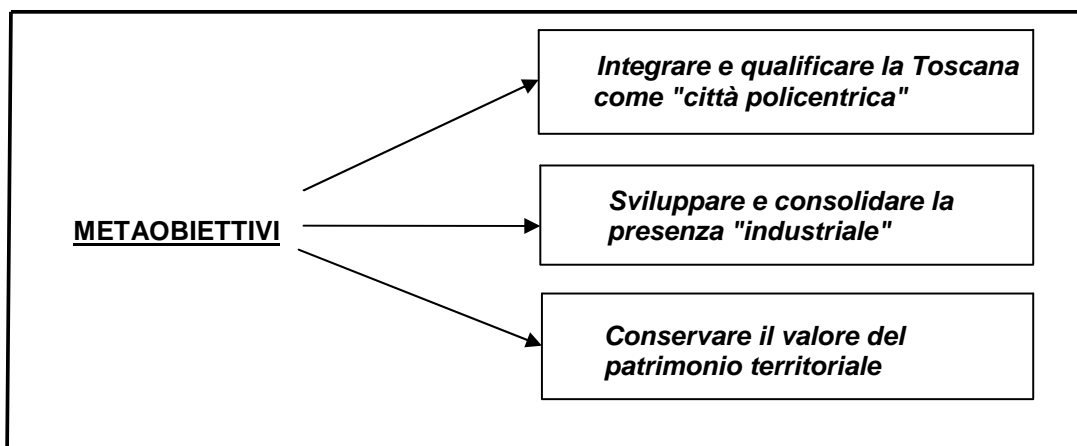 Integrare e qualificare la Toscana
come "città policentrica"
METAOBIETTIVI
Sviluppare e consolidare la
presenza "industriale"
Conservare il valore del
patrimonio territoriale